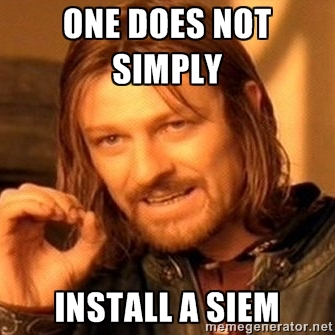 ONE DOES NOT
SIMPLY
INSTALL A SIEM
memegenerator.net